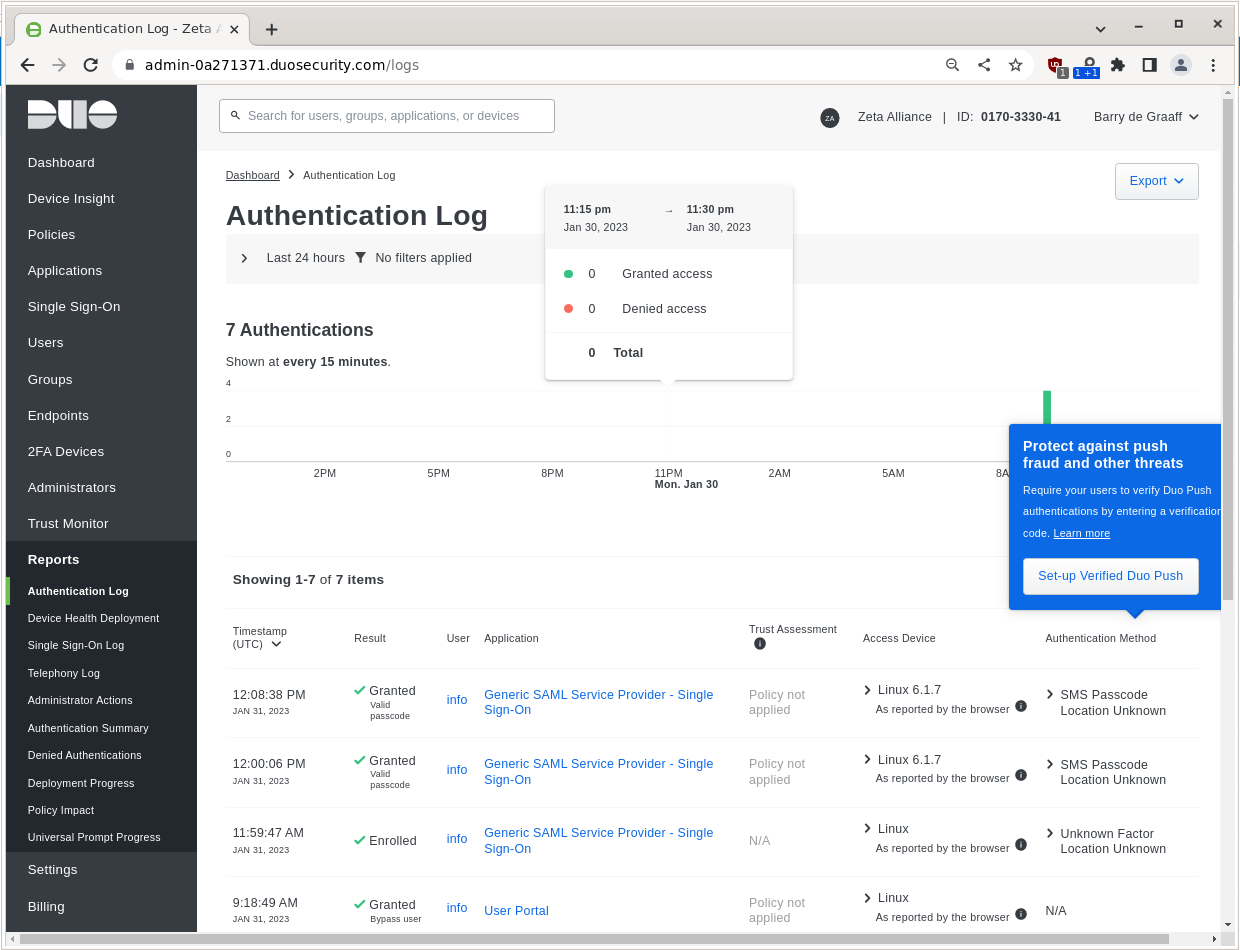 Authentication Log - Zeta A
admin-0a271371.duosecurity.com/logs
1
1 +1
DUO
Search for users, groups, applications, or devices
ZA
Zeta Alliance | ID: 0170-3330-41
Barry de Graaff
Dashboard
Device Insight
Policies
Applications
Single Sign-On
Users
Groups
Endpoints
2FA Devices
Administrators
Trust Monitor
Reports
Authentication Log
Device Health Deployment
Single Sign-On Log
Telephony Log
Administrator Actions
Authentication Summary
Denied Authentications
Deployment Progress
Policy Impact
Universal Prompt Progress
Settings
Billing
Dashboard > Authentication Log
Export
Authentication Log
Last 24 hours No filters applied
11:15 pm → 11:30 pm
Jan 30, 2023 Jan 30, 2023
0 Granted access
0 Denied access
0 Total
7 Authentications
Shown at every 15 minutes.
4
2
0
2PM 5PM 8PM 11PM 2AM 5AM 8A
Mon. Jan 30
Protect against push
fraud and other threats
Require your users to verify Duo Push
authentications by entering a verification
code. Learn more
Set-up Verified Duo Push
Showing 1-7 of 7 items
Timestamp
(UTC)
Result
User
Application
Trust Assessment
Access Device
Authentication Method
12:08:38 PM
JAN 31, 2023
Granted
Valid
passcode
info
Generic SAML Service Provider - Single
Sign-On
Policy not
applied
Linux 6.1.7
As reported by the browser
SMS Passcode
Location Unknown
12:00:06 PM
JAN 31, 2023
Granted
Valid
passcode
info
Generic SAML Service Provider - Single
Sign-On
Policy not
applied
Linux 6.1.7
As reported by the browser
SMS Passcode
Location Unknown
11:59:47 AM
JAN 31, 2023
Enrolled
info
Generic SAML Service Provider - Single
Sign-On
N/A
Linux
As reported by the browser
Unknown Factor
Location Unknown
9:18:49 AM
JAN 31, 2023
Granted
Bypass user
info
User Portal
Policy not
applied
Linux
As reported by the browser
N/A